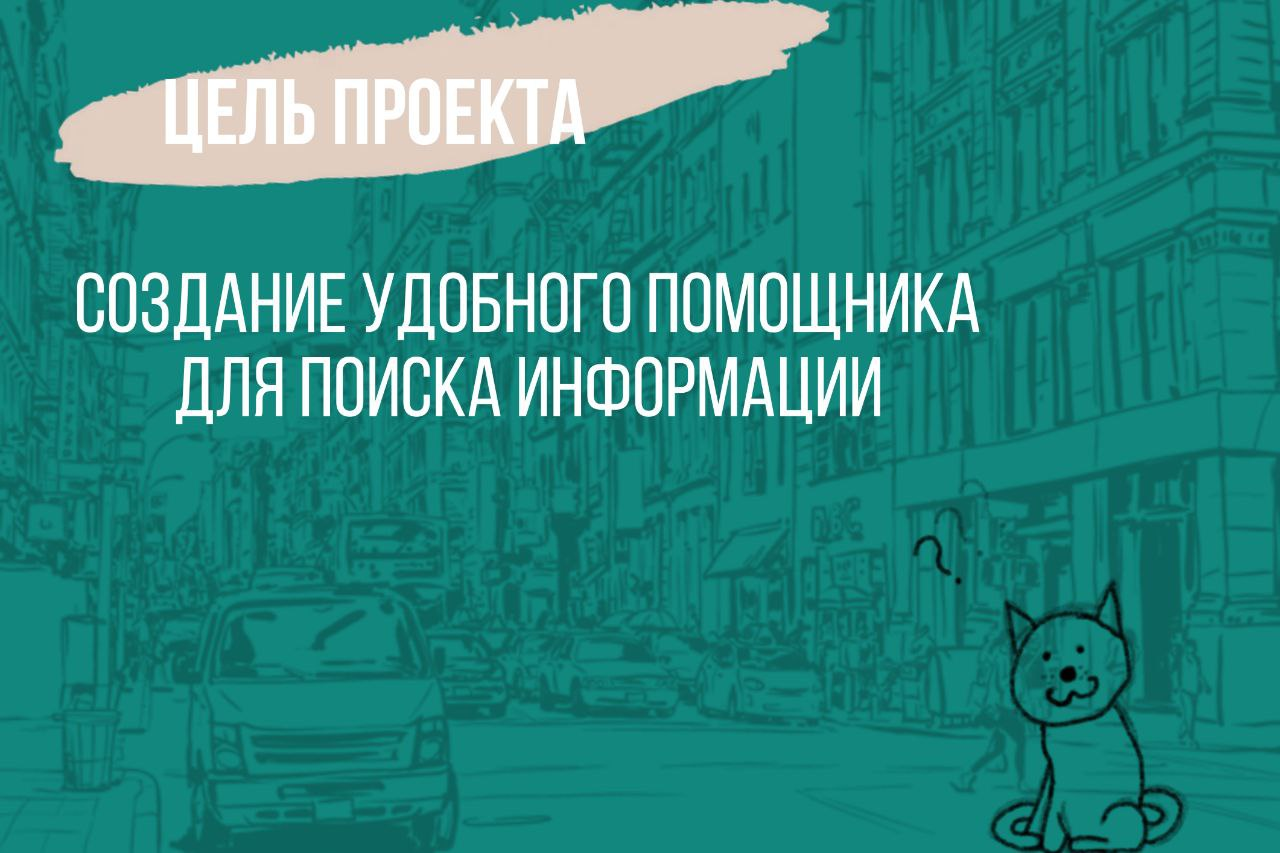 ЦЕЛЬ ПРОЕКТА
СОЗДАНИЕ УДОБНОГО ПОМОЩНИКА
ДЛЯ ПОИСКА ИНФОРМАЦИИ